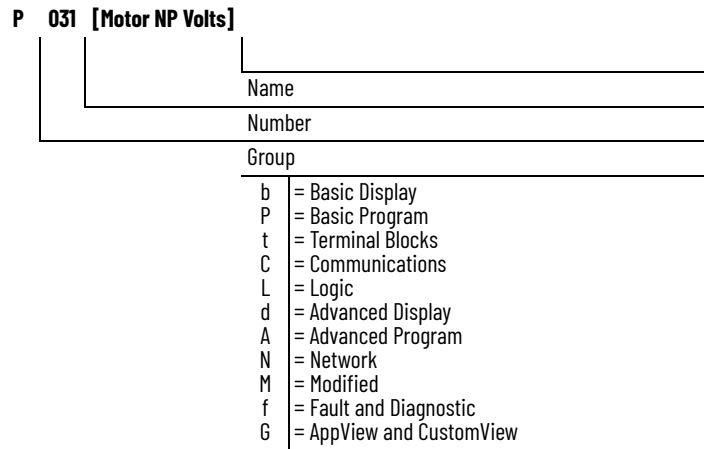 P 031 [Motor NP Volts]
Name
Number
Group
b = Basic Display
P = Basic Program
t = Terminal Blocks
C = Communications
L = Logic
d = Advanced Display
A = Advanced Program
N = Network
M = Modified
f = Fault and Diagnostic
G = AppView and CustomView